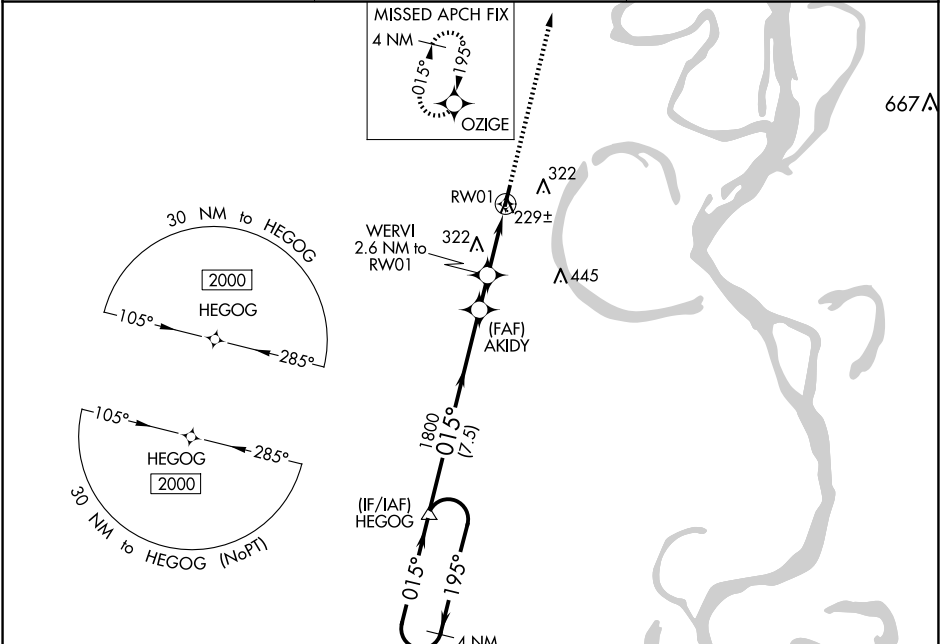 MISSED APCH FIX
4 NM
015°
195°
OZIGE
667
RW01
322
229±
WERVI
2.6 NM to
RW01
322
445
30 NM to HEGOG
2000
HEGOG
105°
285°
(FAF)
AKIDY
1800
015°
(7.5)
105°
285°
HEGOG
2000
30 NM to HEGOG (NoPT)
(IF/IAF)
HEGOG
015°
195°
4 NM